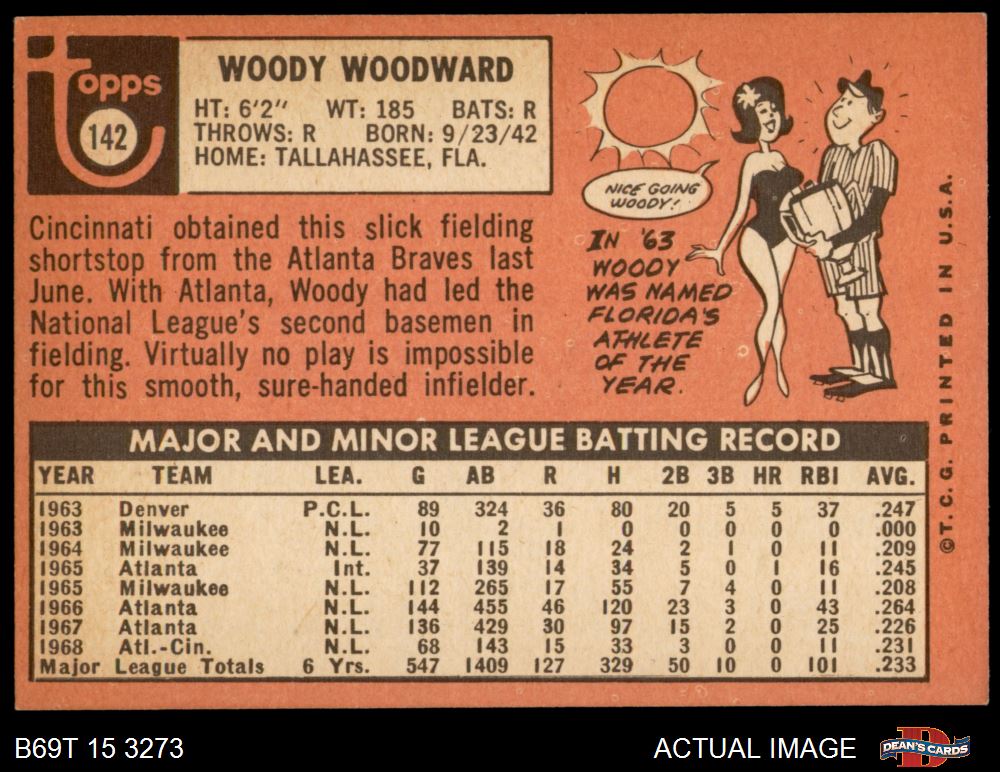 topps
142
WOODY WOODWARD
HT: 6'2" WT: 185 BATS: R
THROWS: R BORN: 9/23/42
HOME: TALLAHASSEE, FLA.
Cincinnati obtained this slick fielding
shortstop from the Atlanta Braves last
June. With Atlanta, Woody had led the
National League's second basemen in
fielding. Virtually no play is impossible
for this smooth, sure-handed infielder.
NICE GOING
WOODY!
IN '63
WOODY
WAS NAMED
FLORIDA'S
ATHLETE
OF THE
YEAR.
MAJOR AND MINOR LEAGUE BATTING RECORD
YEAR TEAM LEA. G AB R H 2B 3B HR RBI AVG.
1963 Denver P.C.L. 89 324 36 80 20 5 5 37 .247
1963 Milwaukee N.L. 10 2 1 0 0 0 0 0 .000
1964 Milwaukee N.L. 77 115 18 24 2 1 0 11 .209
1965 Atlanta Int. 37 139 14 34 5 0 1 16 .245
1965 Milwaukee N.L. 112 265 17 55 7 4 0 11 .208
1966 Atlanta N.L. 144 455 46 120 23 3 0 43 .264
1967 Atlanta N.L. 136 429 30 97 15 2 0 25 .226
1968 Atl.-Cin. N.L. 68 143 15 33 3 0 0 11 .231
Major League Totals 6 Yrs. 547 1409 127 329 50 10 0 101 .233
©T.C.G. PRINTED IN U.S.A.
B69T 15 3273
ACTUAL IMAGE
DEAN'S CARDS